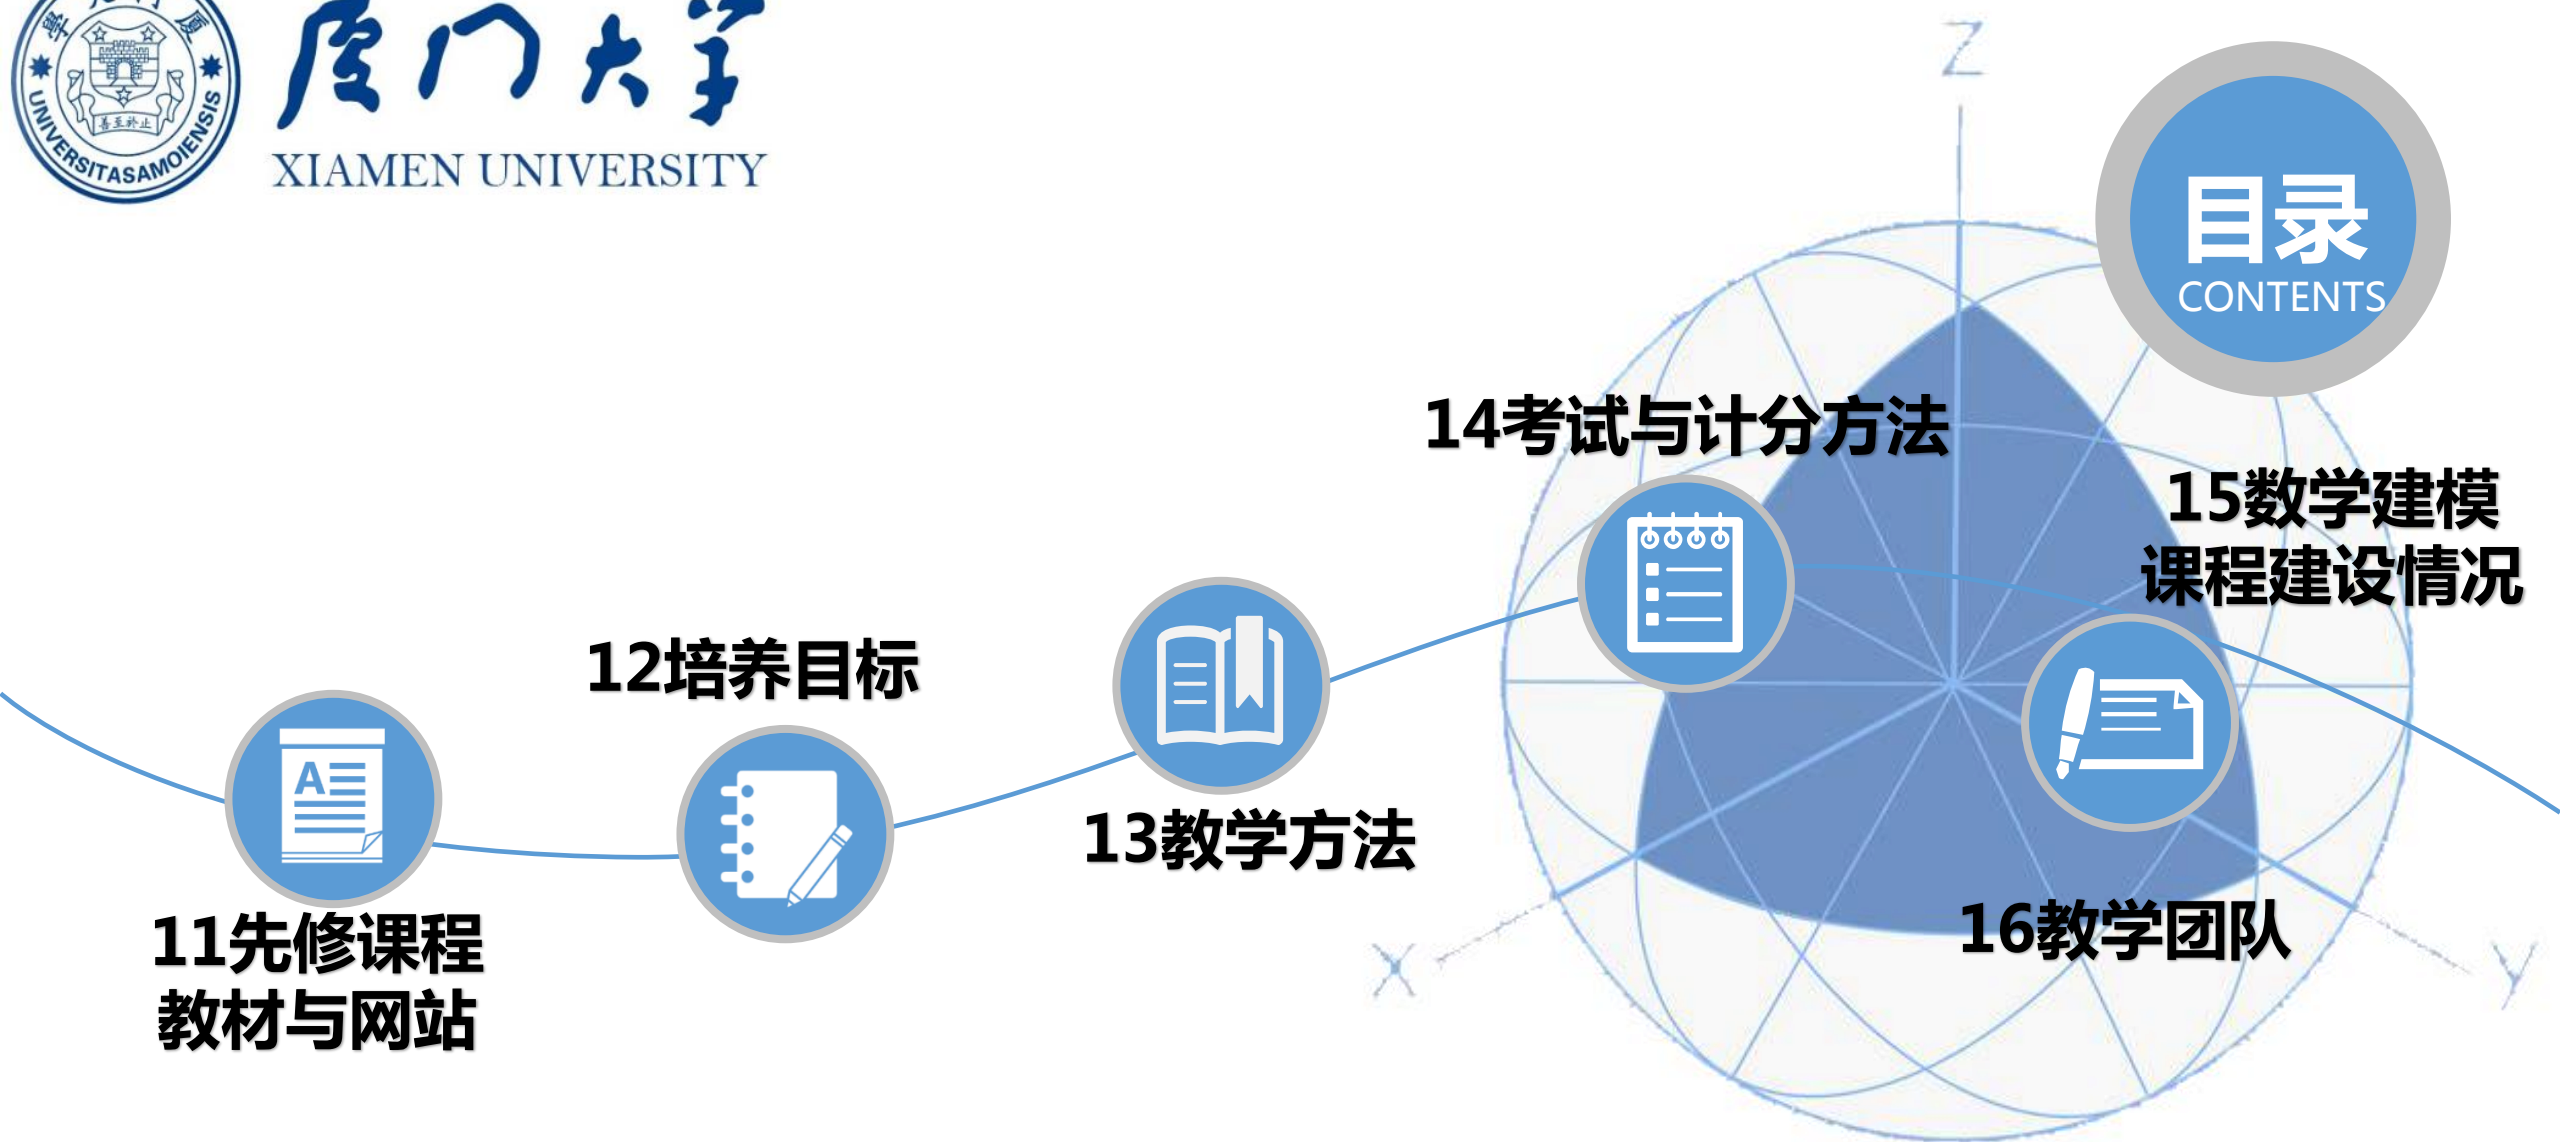 厦门大学
XIAMEN UNIVERSITY
UNIVERSITAS AMOIENSIS
Z
目录
CONTENTS
14考试与计分方法
15数学建模
课程建设情况
12培养目标
13教学方法
11先修课程
教材与网站
16教学团队
X
Y